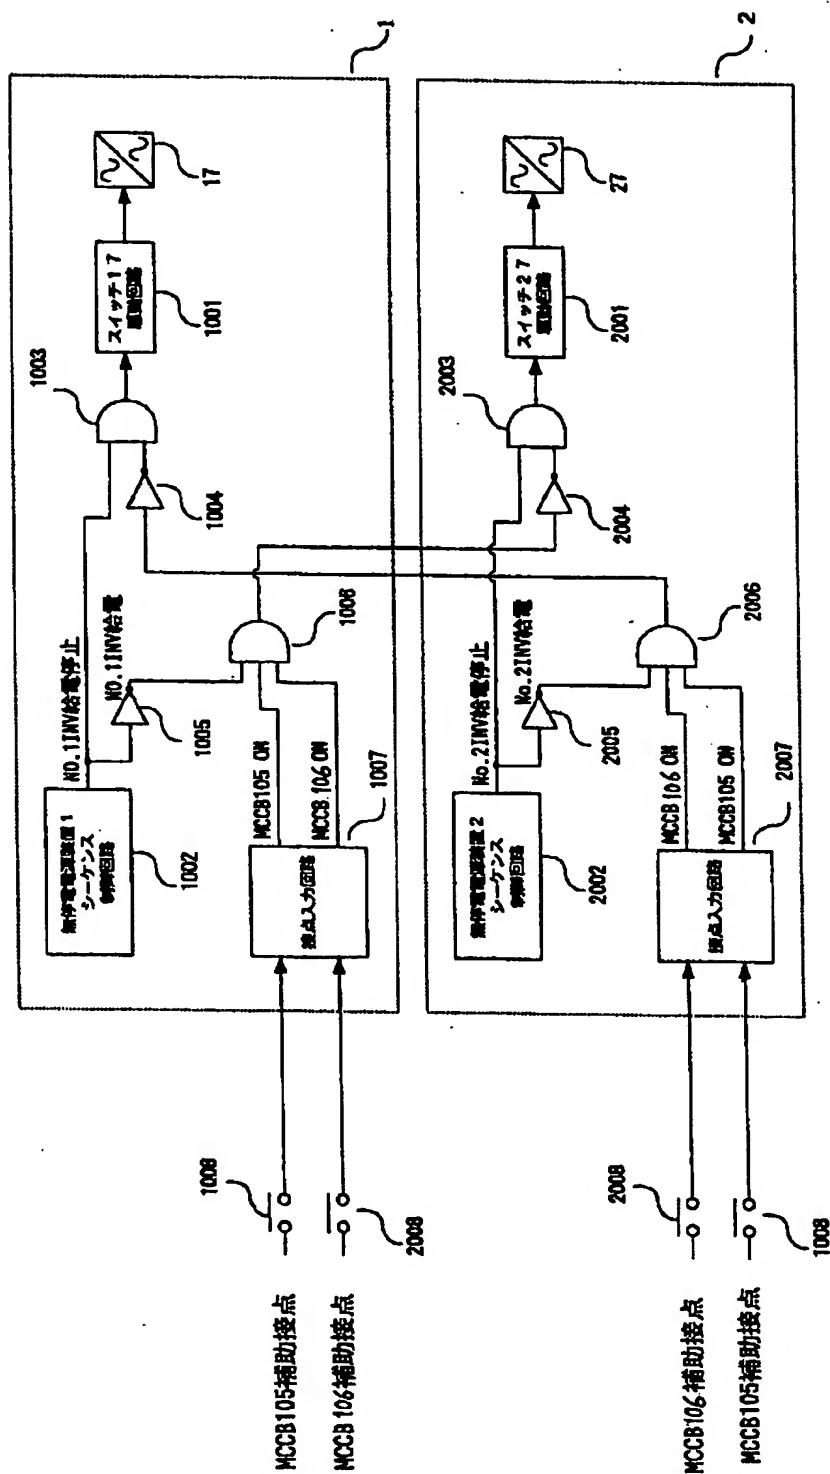 1
17
スイッチ17
駆動回路
1001
1003
1004
NO.1INV給電停止
NO.1INV給電
1005
1006
無停電電源装置1
シーケンス
制御回路
1002
MCCB105 ON
MCCB.106 ON
1007
接点入力回路
1008
2008
MCCB105補助接点
MCCB106補助接点
2
27
スイッチ27
駆動回路
2001
2003
2004
No.2INV給電停止
No.2INV給電
2005
2006
無停電電源装置2
シーケンス
制御回路
2002
MCCB106 ON
MCCB105 ON
2007
接点入力回路
2008
1008
MCCB106補助接点
MCCB105補助接点